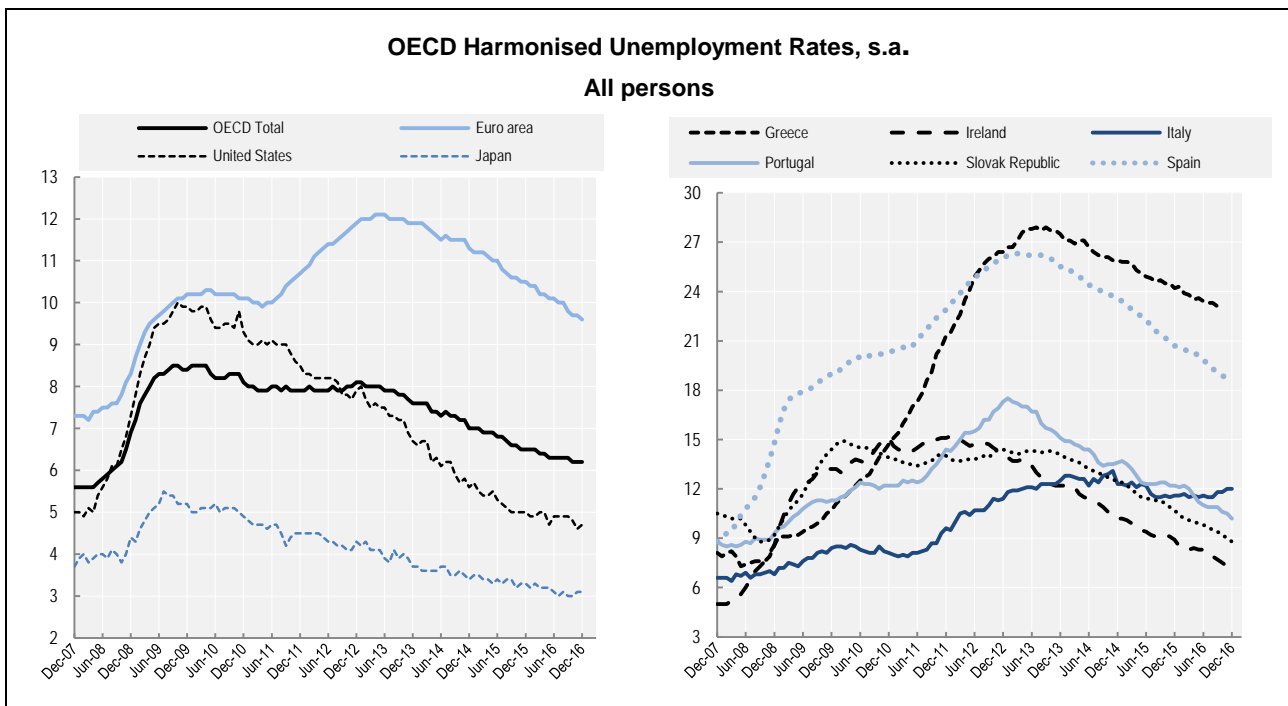 OECD Harmonised Unemployment Rates, s.a.
All persons
OECD Total Euro area
United States Japan
13
12
11
10
9
8
7
6
5
4
3
2
Dec-07 Jun-08 Dec-08 Jun-09 Dec-09 Jun-10 Dec-10 Jun-11 Dec-11 Jun-12 Dec-12 Jun-13 Dec-13 Jun-14 Dec-14 Jun-15 Dec-15 Jun-16 Dec-16
Greece Ireland Italy
Portugal Slovak Republic Spain
30
27
24
21
18
15
12
9
6
3
Dec-07 Jun-08 Dec-08 Jun-09 Dec-09 Jun-10 Dec-10 Jun-11 Dec-11 Jun-12 Dec-12 Jun-13 Dec-13 Jun-14 Dec-14 Jun-15 Dec-15 Jun-16 Dec-16